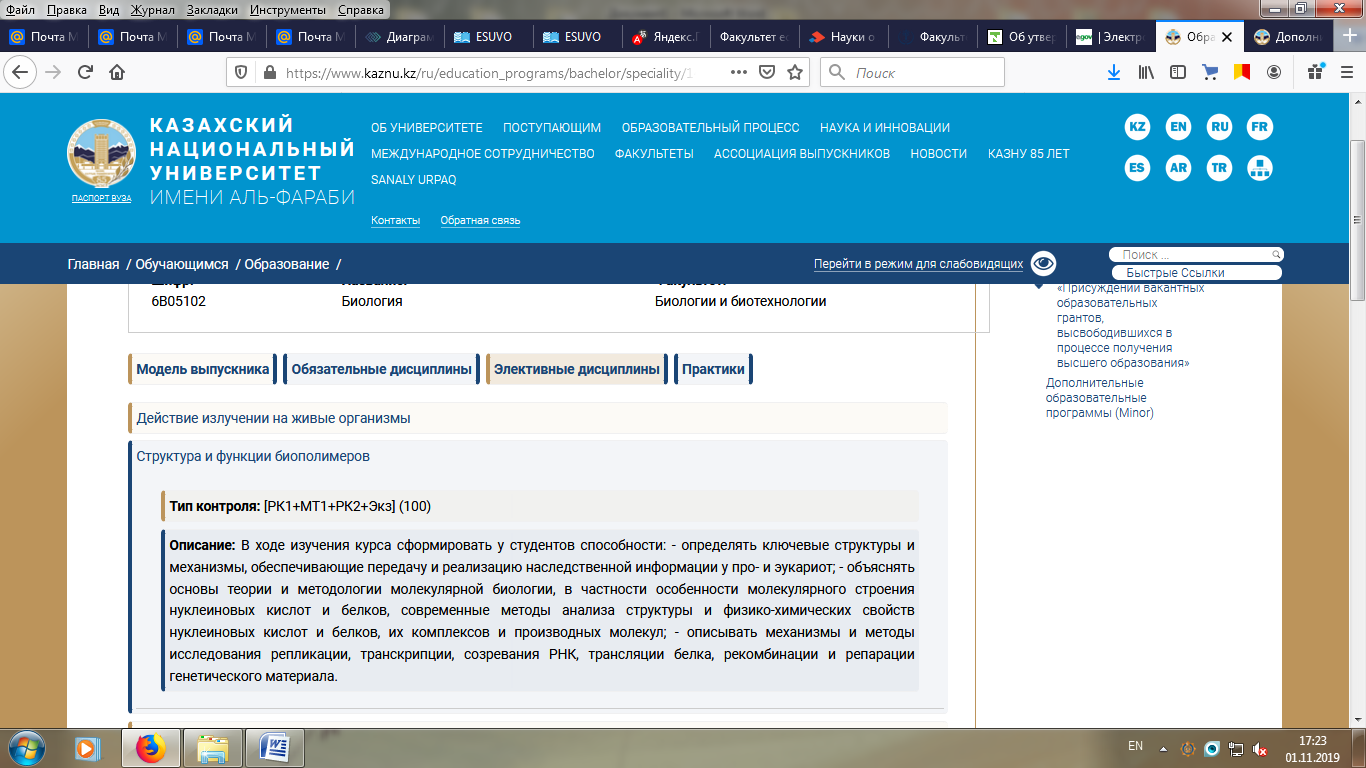 Файл Правка Вид Журнал Закладки Инструменты Справка
Почта М Почта М Почта М Почта М Диаграм ESUVO ESUVO Яндекс.Г Факультет ес Науки о Факульт Об утвер | Электро Обра Дополн
https://www.kaznu.kz/ru/education_programs/bachelor/speciality/1 Поиск
КАЗАХСКИЙ
НАЦИОНАЛЬНЫЙ
УНИВЕРСИТЕТ
ИМЕНИ АЛЬ-ФАРАБИ
ПАСПОРТ ВУЗА
ОБ УНИВЕРСИТЕТЕ ПОСТУПАЮЩИМ ОБРАЗОВАТЕЛЬНЫЙ ПРОЦЕСС НАУКА И ИННОВАЦИИ
МЕЖДУНАРОДНОЕ СОТРУДНИЧЕСТВО ФАКУЛЬТЕТЫ АССОЦИАЦИЯ ВЫПУСКНИКОВ НОВОСТИ КАЗНУ 85 ЛЕТ
SANALY URPAQ
Контакты Обратная связь
KZ EN RU FR
ES AR TR
Главная / Обучающимся / Образование /
Перейти в режим для слабовидящих
Поиск ...
Быстрые Ссылки
6B05102 Биология Биологии и биотехнологии
«Присуждении вакантных
образовательных
грантов,
высвободившихся в
процессе получения
высшего образования»
Дополнительные
образовательные
программы (Minor)
Модель выпускника Обязательные дисциплины Элективные дисциплины Практики
Действие излучении на живые организмы
Структура и функции биополимеров
Тип контроля: [РК1+МТ1+РК2+Экз] (100)
Описание: В ходе изучения курса сформировать у студентов способности: - определять ключевые структуры и
механизмы, обеспечивающие передачу и реализацию наследственной информации у про- и эукариот; - объяснять
основы теории и методологии молекулярной биологии, в частности особенности молекулярного строения
нуклеиновых кислот и белков, современные методы анализа структуры и физико-химических свойств
нуклеиновых кислот и белков, их комплексов и производных молекул; - описывать механизмы и методы
исследования репликации, транскрипции, созревания РНК, трансляции белка, рекомбинации и репарации
генетического материала.
EN
17:23
01.11.2019